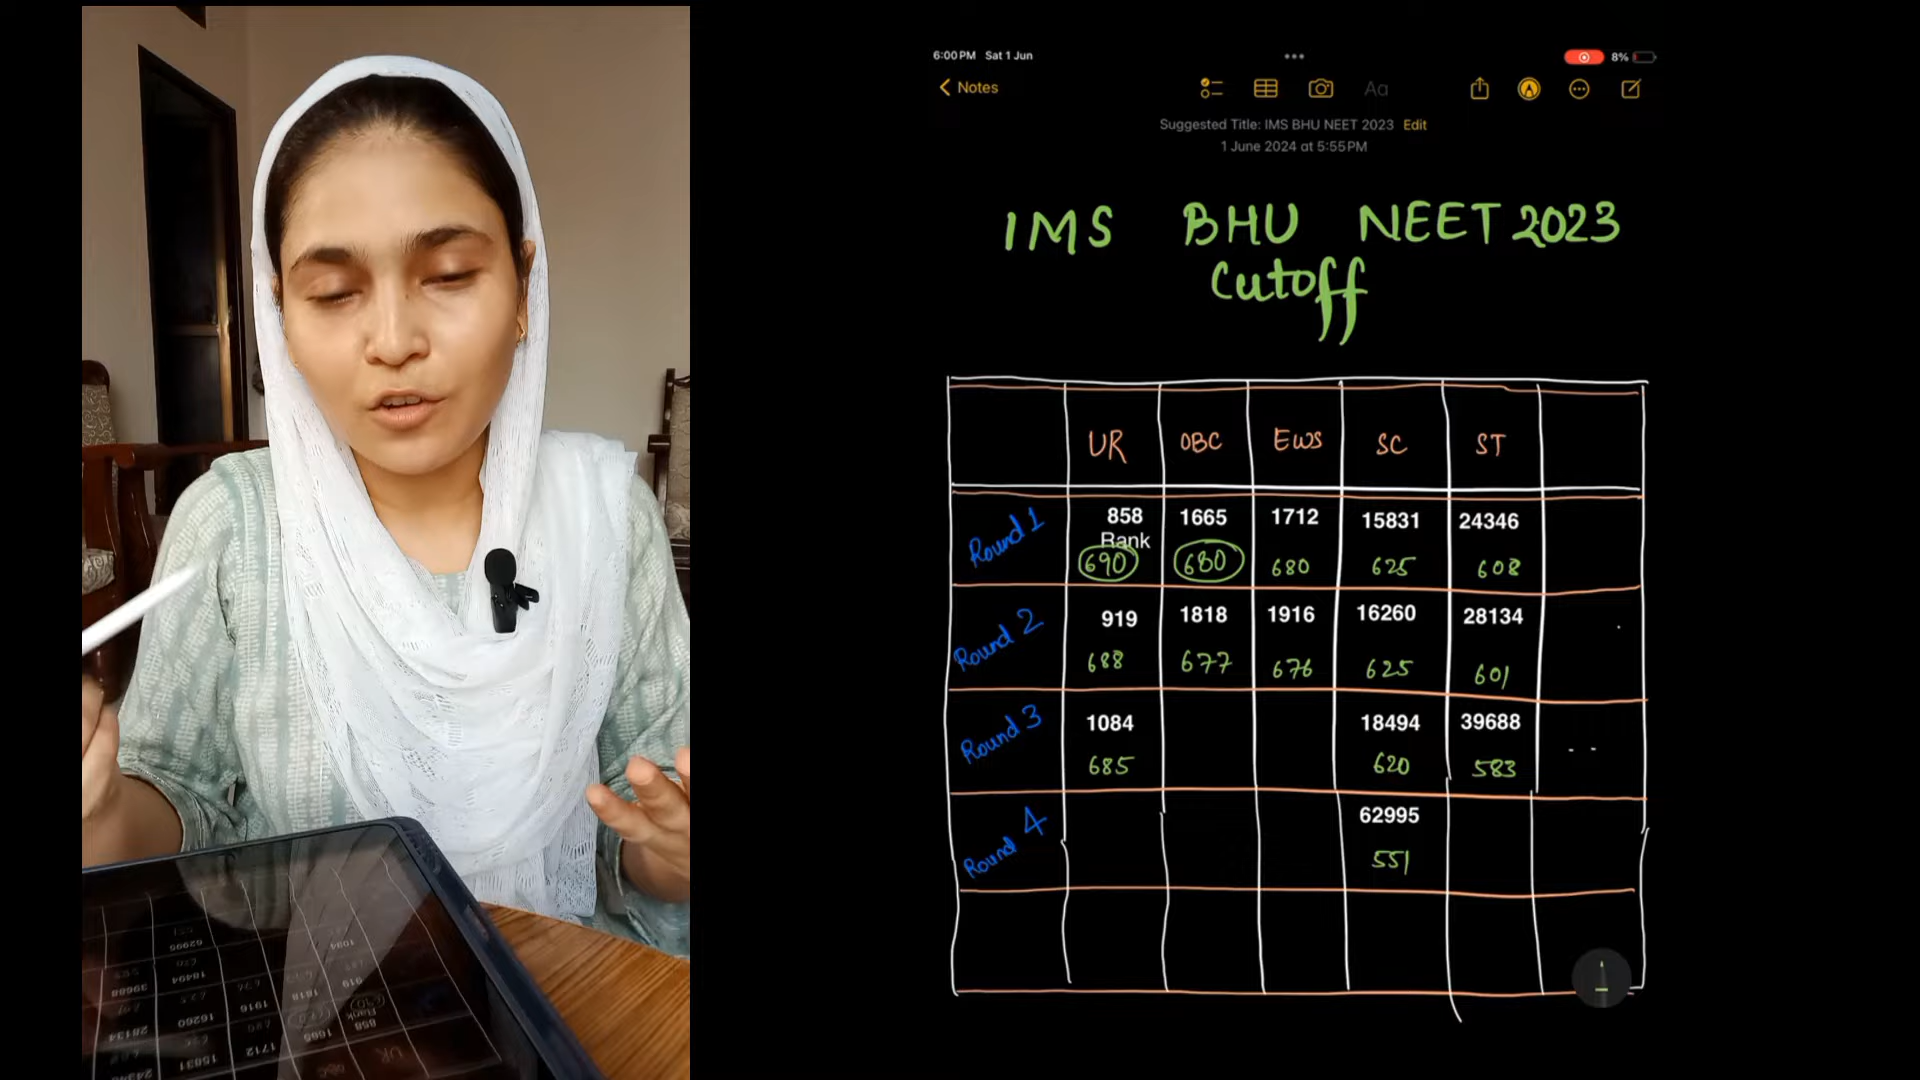 6:00 PM Sat 1 Jun
8%
Notes
Aa
Suggested Title: IMS BHU NEET 2023 Edit
1 June 2024 at 5:55 PM
IMS BHU NEET 2023
Cutoff
UR OBC EWS SC ST
Round 1
858 1665 1712 15831 24346
Rank
690 680 680 625 608
Round 2
919 1818 1916 16260 28134
688 677 676 625 601
Round 3
1084 18494 39688
685 620 583
Round 4
62995
551